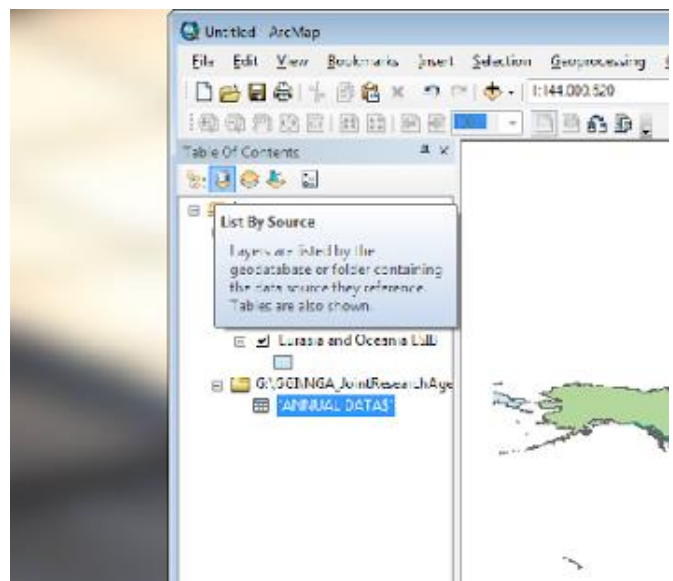 Untitled - ArcMap
File Edit View Bookmarks Insert Selection Geoprocessing
1:144,000,520
Table Of Contents
List By Source
Layers are listed by the
geodatabase or folder containing
the data source they reference.
Tables are also shown.
Eurasia and Oceania LSIB
'ANNUAL DATA$'